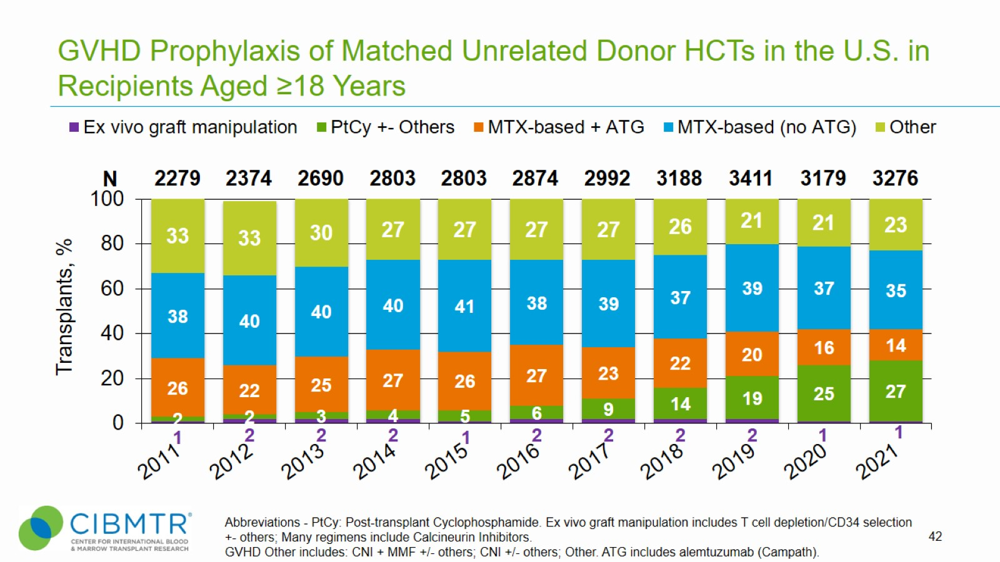 GVHD Prophylaxis of Matched Unrelated Donor HCTs in the U.S. in
Recipients Aged ≥18 Years
Ex vivo graft manipulation PtCy +- Others MTX-based + ATG MTX-based (no ATG) Other
N 2279 2374 2690 2803 2803 2874 2992 3188 3411 3179 3276
Transplants, %
100
80
60
40
20
0
33 33 30 27 27 27 27 26 21 21 23
38 40 40 40 41 38 39 37 39 37 35
26 22 25 27 26 27 23 22 20 16 14
2 2 3 4 5 6 9 14 19 25 27
1 2 2 2 1 2 2 2 2 1 1
2011 2012 2013 2014 2015 2016 2017 2018 2019 2020 2021
CIBMTR®
CENTER FOR INTERNATIONAL BLOOD
& MARROW TRANSPLANT RESEARCH
Abbreviations - PtCy: Post-transplant Cyclophosphamide. Ex vivo graft manipulation includes T cell depletion/CD34 selection
+- others; Many regimens include Calcineurin Inhibitors.
GVHD Other includes: CNI + MMF +/- others; CNI +/- others; Other. ATG includes alemtuzumab (Campath).
42